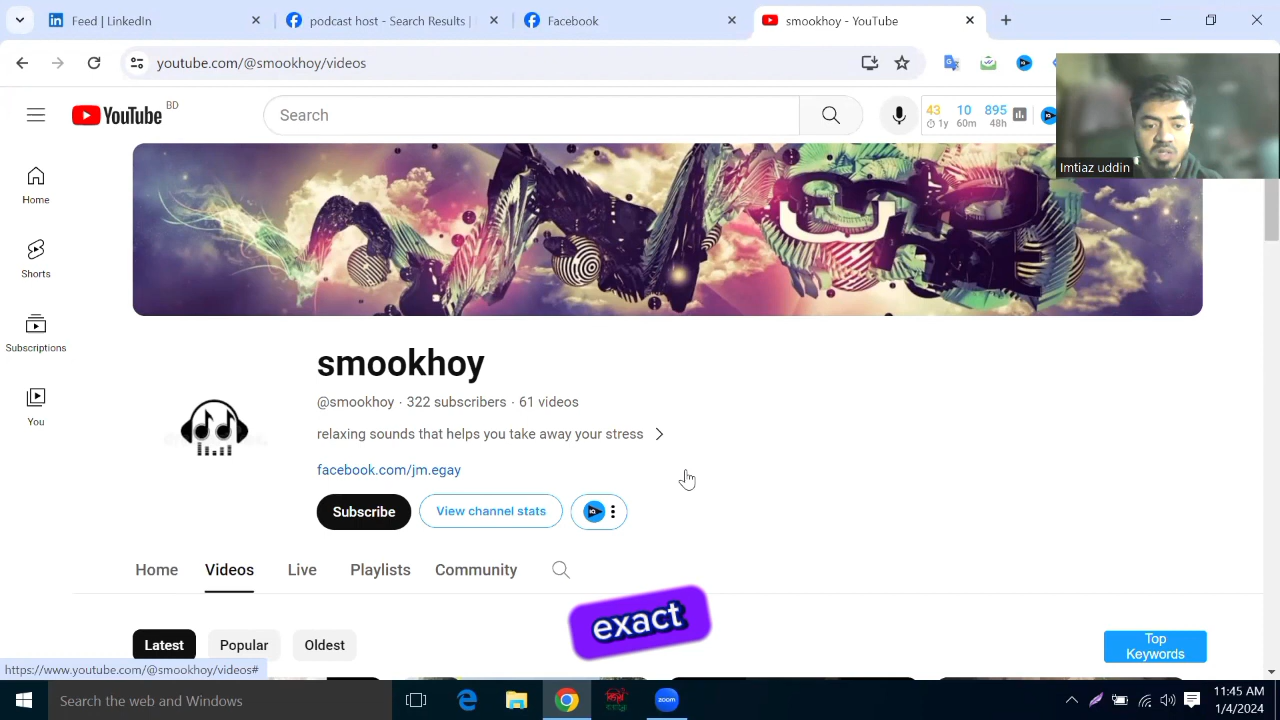 Feed | LinkedIn
podcast host - Search Results |
Facebook
smookhoy - YouTube
youtube.com/@smookhoy/videos
YouTube BD
Search
43 10 895
1y 60m 48h
Imtiaz uddin
Home
Shorts
Subscriptions
You
smookhoy
@smookhoy · 322 subscribers · 61 videos
relaxing sounds that helps you take away your stress
facebook.com/jm.egay
Subscribe
View channel stats
IQ
Home
Videos
Live
Playlists
Community
exact
Latest
Popular
Oldest
Top
Keywords
https://www.youtube.com/@smookhoy/videos#
Search the web and Windows
zoom
11:45 AM
1/4/2024